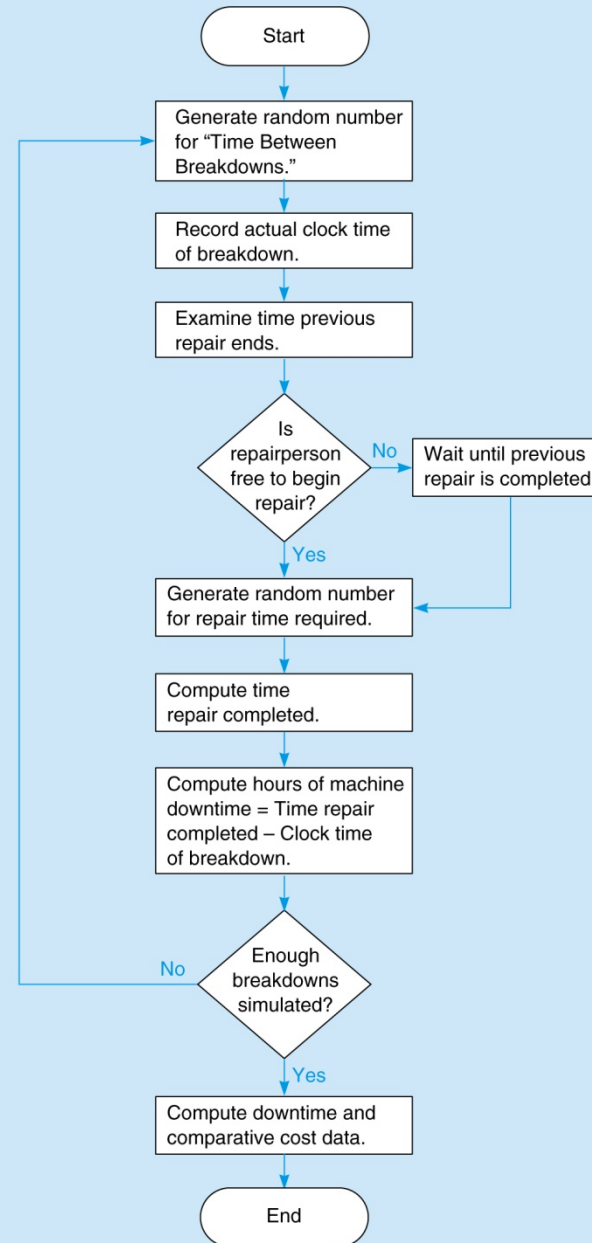 Start
Generate random number
for “Time Between
Breakdowns.”
Record actual clock time
of breakdown.
Examine time previous
repair ends.
Is
repairperson
free to begin
repair?
No
Wait until previous
repair is completed
Yes
Generate random number
for repair time required.
Compute time
repair completed.
Compute hours of machine
downtime = Time repair
completed – Clock time
of breakdown.
No
Enough
breakdowns
simulated?
Yes
Compute downtime and
comparative cost data.
End